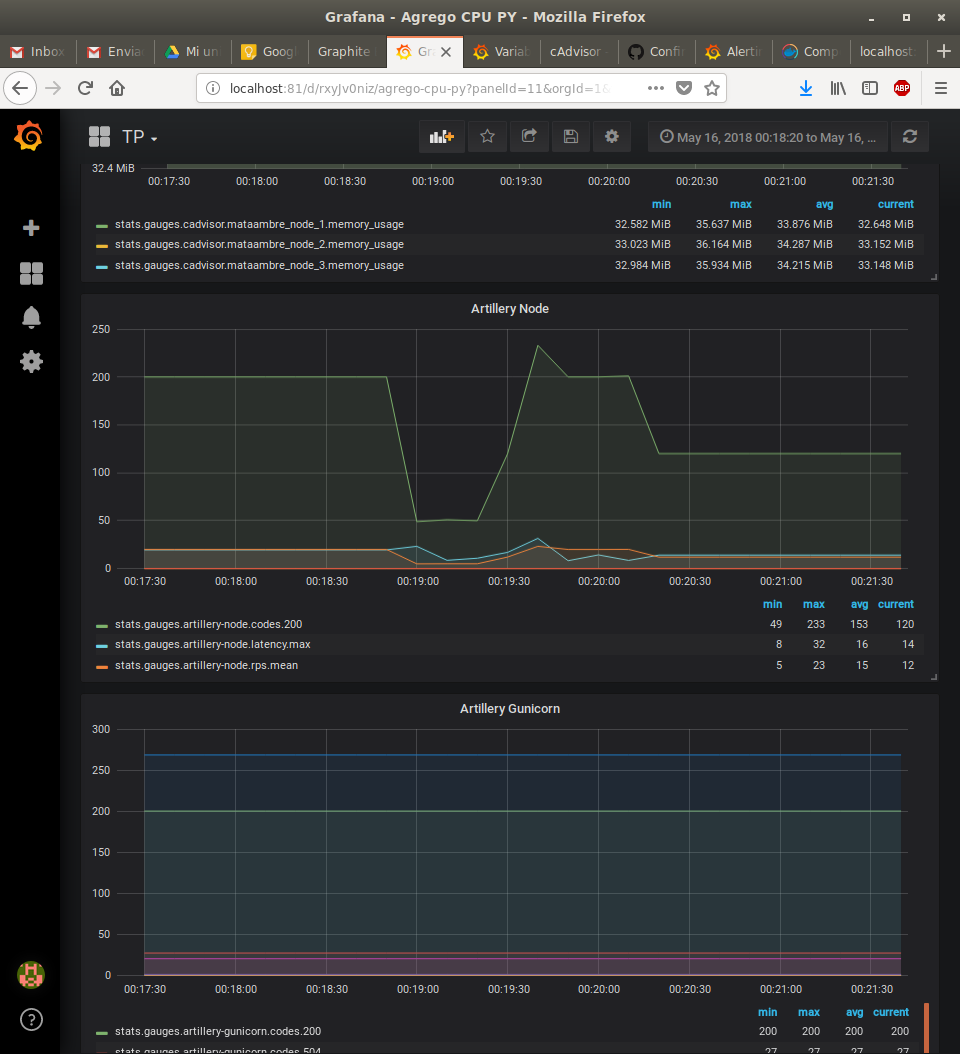 Grafana - Agrego CPU PY - Mozilla Firefox
Inbo Envia Mi un Goog Graphite Gr Varia cAdvisor Confi Alerti Comp localhost
localhost:81/d/rxyJv0niz/agrego-cpu-py?panelId=11&orgId=1&
ABP
TP
May 16, 2018 00:18:20 to May 16, ...
32.4 MiB
00:17:30 00:18:00 00:18:30 00:19:00 00:19:30 00:20:00 00:20:30 00:21:00 00:21:30
min max avg current
stats.gauges.cadvisor.mataambre_node_1.memory_usage 32.582 MiB 35.637 MiB 33.876 MiB 32.648 MiB
stats.gauges.cadvisor.mataambre_node_2.memory_usage 33.023 MiB 36.164 MiB 34.287 MiB 33.152 MiB
stats.gauges.cadvisor.mataambre_node_3.memory_usage 32.984 MiB 35.934 MiB 34.215 MiB 33.148 MiB
Artillery Node
250
200
150
100
50
0
00:17:30 00:18:00 00:18:30 00:19:00 00:19:30 00:20:00 00:20:30 00:21:00 00:21:30
min max avg current
stats.gauges.artillery-node.codes.200 49 233 153 120
stats.gauges.artillery-node.latency.max 8 32 16 14
stats.gauges.artillery-node.rps.mean 5 23 15 12
Artillery Gunicorn
300
250
200
150
100
50
0
00:17:30 00:18:00 00:18:30 00:19:00 00:19:30 00:20:00 00:20:30 00:21:00 00:21:30
min max avg current
stats.gauges.artillery-gunicorn.codes.200 200 200 200 200
stats.gauges.artillery-gunicorn.codes.504 27 27 27 27